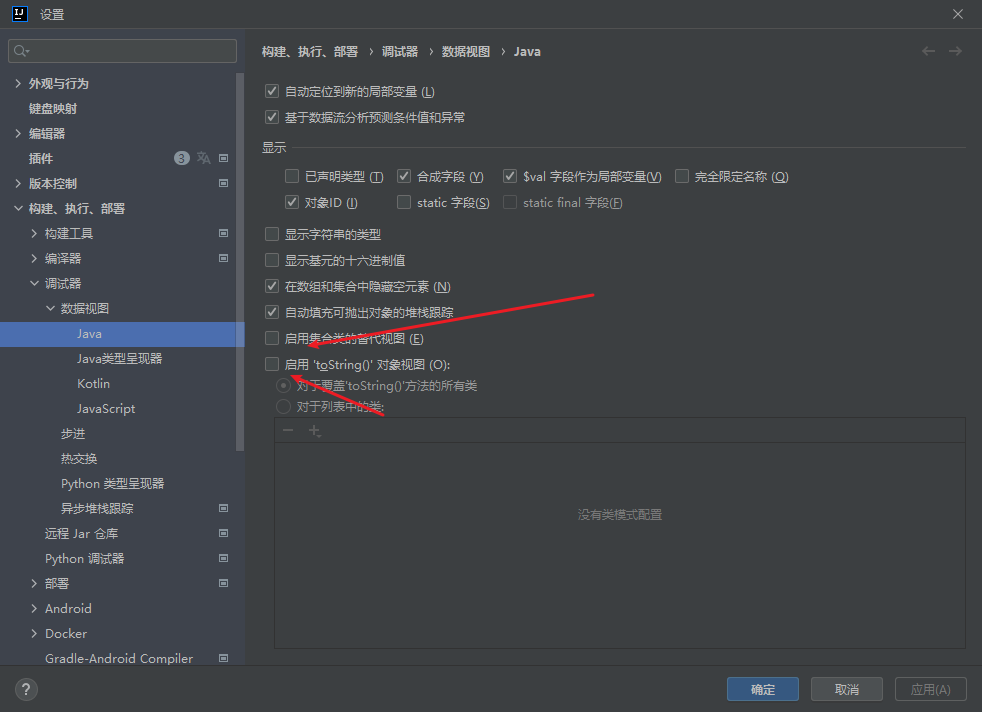 设置
外观与行为
键盘映射
编辑器
插件 3
版本控制
构建、执行、部署
构建工具
编译器
调试器
数据视图
Java
Java类型呈现器
Kotlin
JavaScript
步进
热交换
Python 类型呈现器
异步堆栈跟踪
远程 Jar 仓库
Python 调试器
部署
Android
Docker
Gradle-Android Compiler
构建、执行、部署 › 调试器 › 数据视图 › Java
自动定位到新的局部变量 (L)
基于数据流分析预测条件值和异常
显示
已声明类型 (T) 合成字段 (Y) $val 字段作为局部变量(V) 完全限定名称 (Q)
对象ID (I) static 字段(S) static final 字段(F)
显示字符串的类型
显示基元的十六进制值
在数组和集合中隐藏空元素 (N)
自动填充可抛出对象的堆栈跟踪
启用集合类的替代视图 (E)
启用 'toString()' 对象视图 (O):
对于覆盖'toString()'方法的所有类
对于列表中的类:
没有类模式配置
? 确定 取消 应用(A)